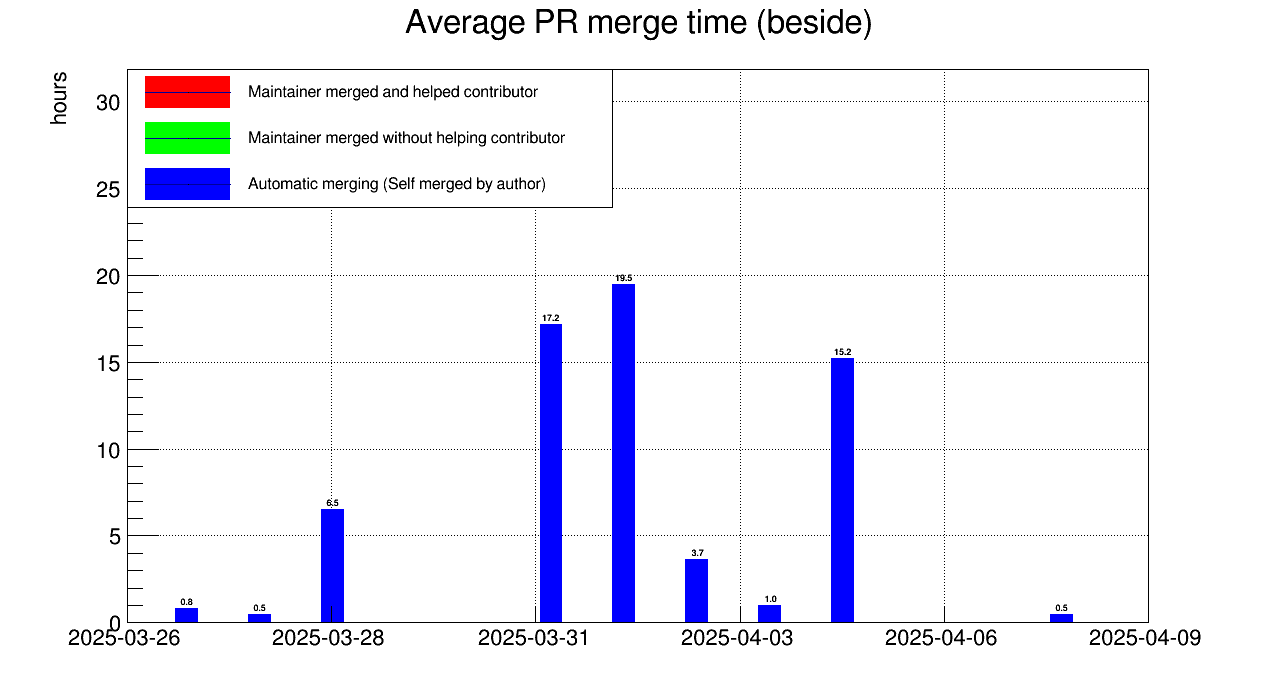 Average PR merge time (beside)
hours
Maintainer merged and helped contributor
Maintainer merged without helping contributor
Automatic merging (Self merged by author)
30
25
20
15
10
5
0
19.5
17.2
15.2
6.5
3.7
1.0
0.8
0.5
0.5
2025-03-26 2025-03-28 2025-03-31 2025-04-03 2025-04-06 2025-04-09